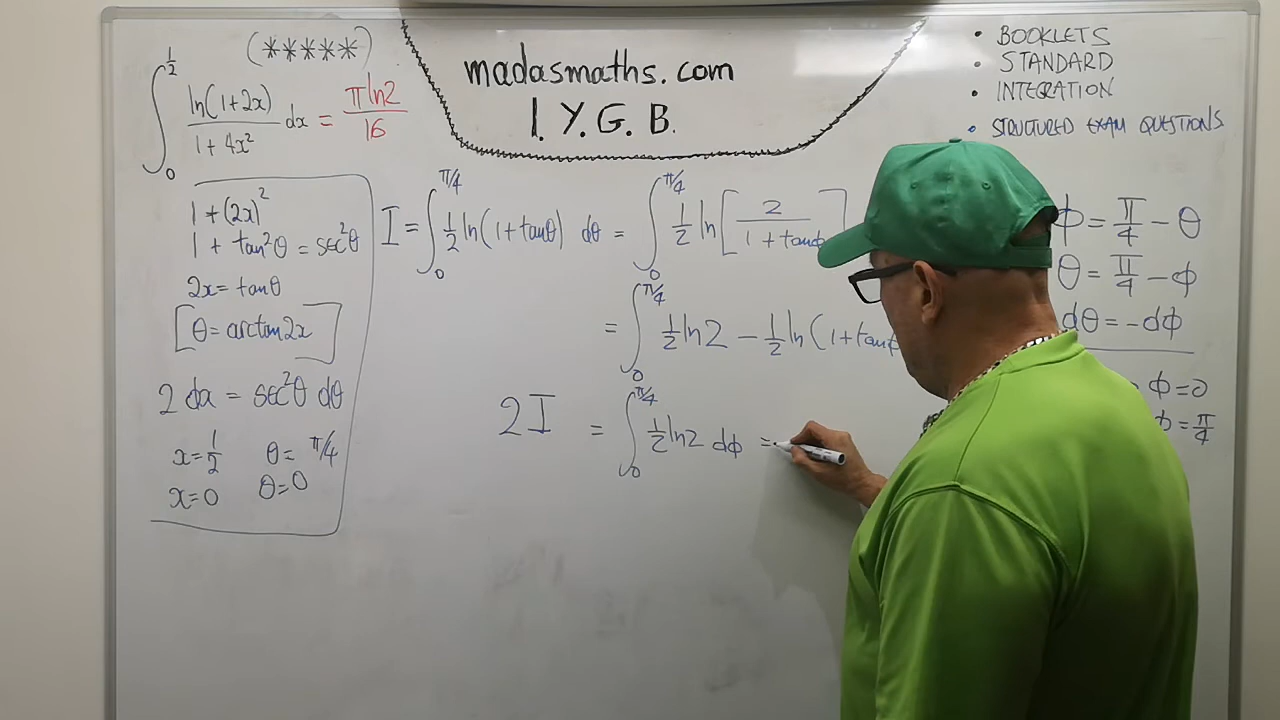 (*****)
∫₀^{1/2} ln(1+2x)/(1+4x²) dx = πln2/16
madasmaths.com
I. Y. G. B.
• BOOKLETS
• STANDARD
• INTEGRATION
• STRUCTURED EXAM QUESTIONS
1+(2x)²
1+tan²θ = sec²θ
2x = tanθ
[θ = arctan2x]
2 dx = sec²θ dθ
x = 1/2 θ = π/4
x = 0 θ = 0
I = ∫₀^{π/4} 1/2 ln(1+tanθ) dθ = ∫₀^{π/4} 1/2 ln[2/(1+tanϕ
= ∫₀^{π/4} 1/2 ln2 − 1/2 ln(1+tanϕ
2I = ∫₀^{π/4} 1/2 ln2 dϕ =
ϕ = π/4 − θ
θ = π/4 − ϕ
dθ = −dϕ
ϕ = 0
ϕ = π/4